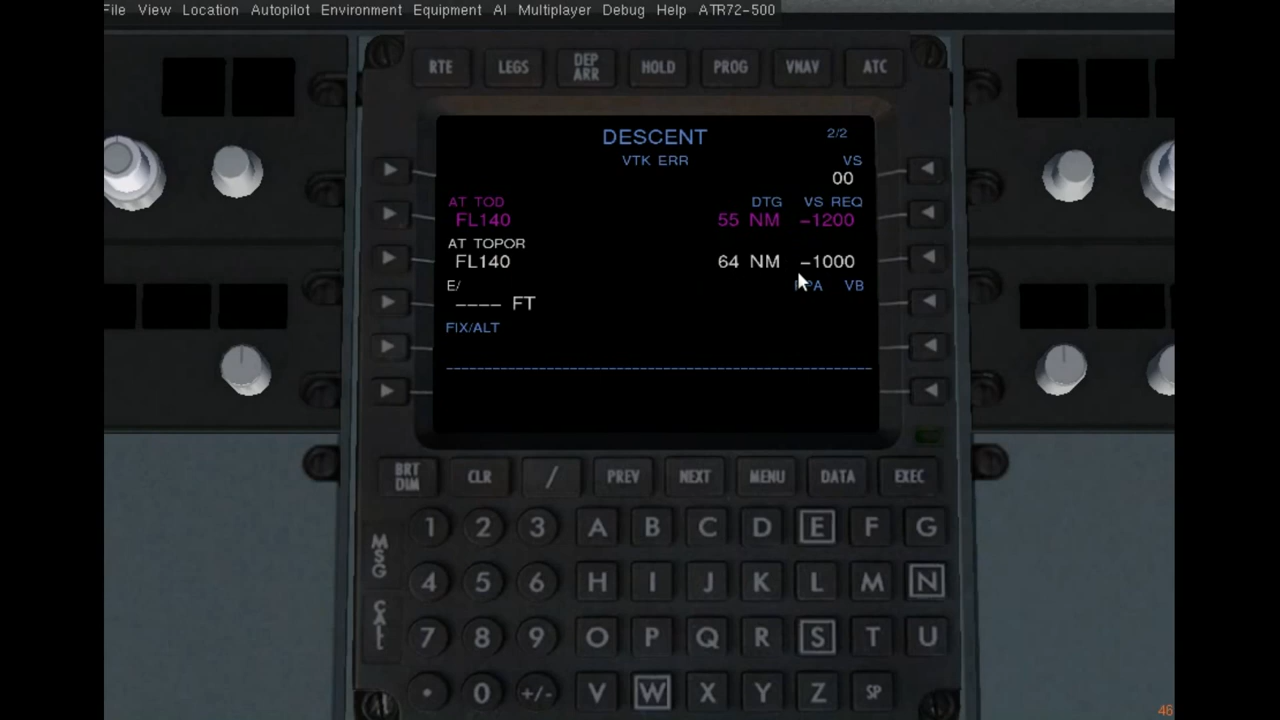 File View Location Autopilot Environment Equipment AI Multiplayer Debug Help ATR72-500
RTE LEGS DEP ARR HOLD PROG VNAV ATC
DESCENT 2/2
VTK ERR VS
00
AT TOD DTG VS REQ
FL140 55 NM -1200
AT TOPOR
FL140 64 NM -1000
E/ VB
---- FT
FIX/ALT
BRT DIM CLR / PREV NEXT MENU DATA EXEC
1 2 3 A B C D E F G
MSG
4 5 6 H I J K L M N
CALL
7 8 9 O P Q R S T U
• 0 +/- V W X Y Z SP
46